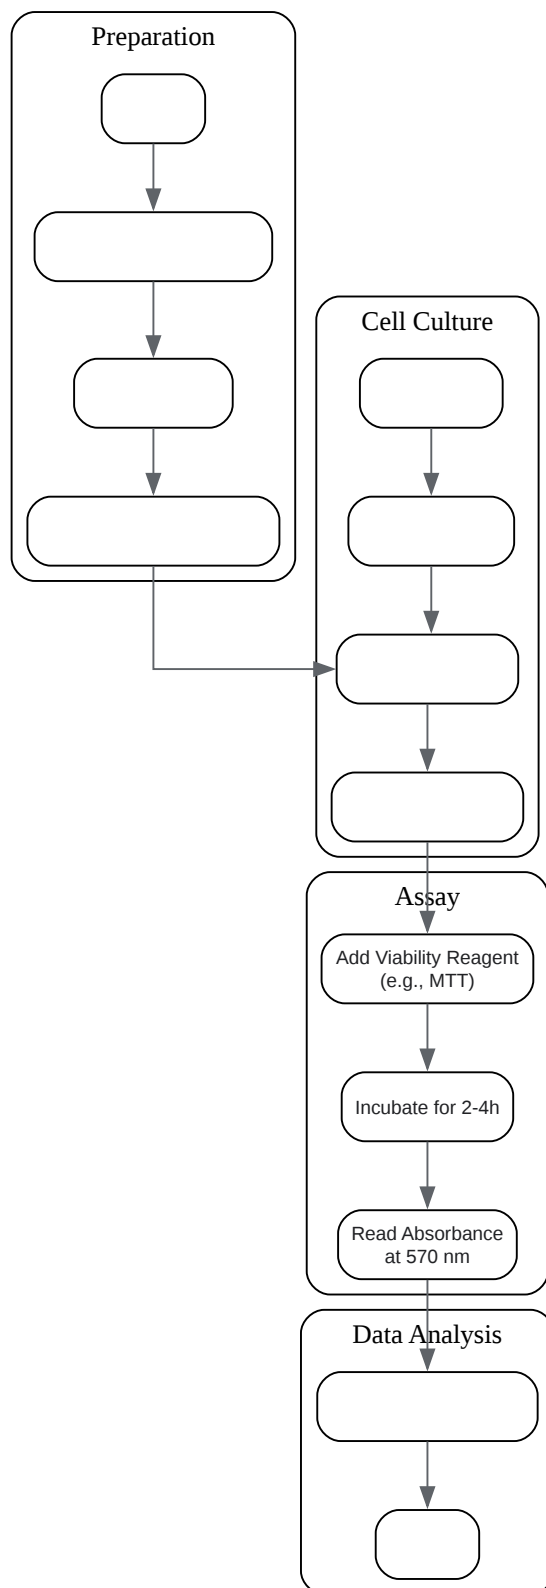 Preparation
Cell Culture
Assay
Add Viability Reagent
(e.g., MTT)
Incubate for 2-4h
Read Absorbance
at 570 nm
Data Analysis